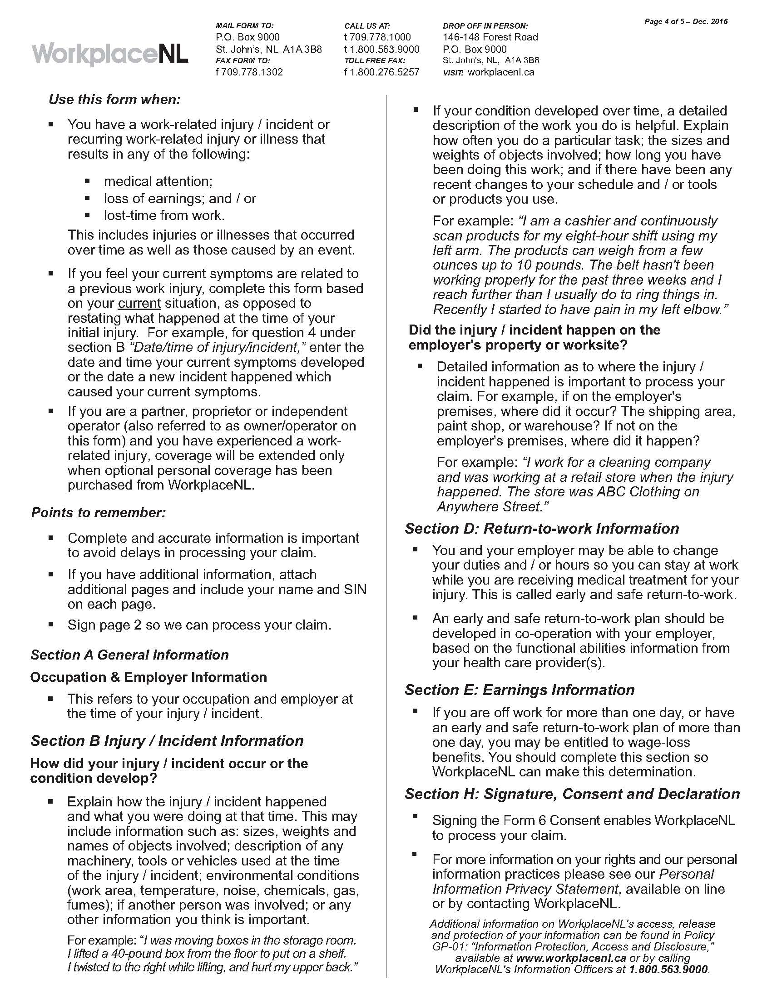 Page 4 of 5 – Dec. 2016
WorkplaceNL
MAIL FORM TO:
P.O. Box 9000
St. John’s, NL A1A 3B8
FAX FORM TO:
f 709.778.1302
CALL US AT:
t 709.778.1000
t 1.800.563.9000
TOLL FREE FAX:
f 1.800.276.5257
DROP OFF IN PERSON:
146-148 Forest Road
P.O. Box 9000
St. John's, NL, A1A 3B8
VISIT: workplacenl.ca
Use this form when:
▪ You have a work-related injury / incident or
recurring work-related injury or illness that
results in any of the following:
▪ medical attention;
▪ loss of earnings; and / or
▪ lost-time from work.
This includes injuries or illnesses that occurred
over time as well as those caused by an event.
▪ If you feel your current symptoms are related to
a previous work injury, complete this form based
on your current situation, as opposed to
restating what happened at the time of your
initial injury. For example, for question 4 under
section B “Date/time of injury/incident,” enter the
date and time your current symptoms developed
or the date a new incident happened which
caused your current symptoms.
▪ If you are a partner, proprietor or independent
operator (also referred to as owner/operator on
this form) and you have experienced a work-
related injury, coverage will be extended only
when optional personal coverage has been
purchased from WorkplaceNL.
Points to remember:
▪ Complete and accurate information is important
to avoid delays in processing your claim.
▪ If you have additional information, attach
additional pages and include your name and SIN
on each page.
▪ Sign page 2 so we can process your claim.
Section A General Information
Occupation & Employer Information
▪ This refers to your occupation and employer at
the time of your injury / incident.
Section B Injury / Incident Information
How did your injury / incident occur or the
condition develop?
▪ Explain how the injury / incident happened
and what you were doing at that time. This may
include information such as: sizes, weights and
names of objects involved; description of any
machinery, tools or vehicles used at the time
of the injury / incident; environmental conditions
(work area, temperature, noise, chemicals, gas,
fumes); if another person was involved; or any
other information you think is important.
For example: “I was moving boxes in the storage room.
I lifted a 40-pound box from the floor to put on a shelf.
I twisted to the right while lifting, and hurt my upper back.”
▪ If your condition developed over time, a detailed
description of the work you do is helpful. Explain
how often you do a particular task; the sizes and
weights of objects involved; how long you have
been doing this work; and if there have been any
recent changes to your schedule and / or tools
or products you use.
For example: “I am a cashier and continuously
scan products for my eight-hour shift using my
left arm. The products can weigh from a few
ounces up to 10 pounds. The belt hasn't been
working properly for the past three weeks and I
reach further than I usually do to ring things in.
Recently I started to have pain in my left elbow.”
Did the injury / incident happen on the
employer's property or worksite?
▪ Detailed information as to where the injury /
incident happened is important to process your
claim. For example, if on the employer's
premises, where did it occur? The shipping area,
paint shop, or warehouse? If not on the
employer's premises, where did it happen?
For example: “I work for a cleaning company
and was working at a retail store when the injury
happened. The store was ABC Clothing on
Anywhere Street.”
Section D: Return-to-work Information
▪ You and your employer may be able to change
your duties and / or hours so you can stay at work
while you are receiving medical treatment for your
injury. This is called early and safe return-to-work.
▪ An early and safe return-to-work plan should be
developed in co-operation with your employer,
based on the functional abilities information from
your health care provider(s).
Section E: Earnings Information
▪ If you are off work for more than one day, or have
an early and safe return-to-work plan of more than
one day, you may be entitled to wage-loss
benefits. You should complete this section so
WorkplaceNL can make this determination.
Section H: Signature, Consent and Declaration
▪ Signing the Form 6 Consent enables WorkplaceNL
to process your claim.
▪ For more information on your rights and our personal
information practices please see our Personal
Information Privacy Statement, available on line
or by contacting WorkplaceNL.
Additional information on WorkplaceNL's access, release
and protection of your information can be found in Policy
GP-01: “Information Protection, Access and Disclosure,”
available at www.workplacenl.ca or by calling
WorkplaceNL's Information Officers at 1.800.563.9000.